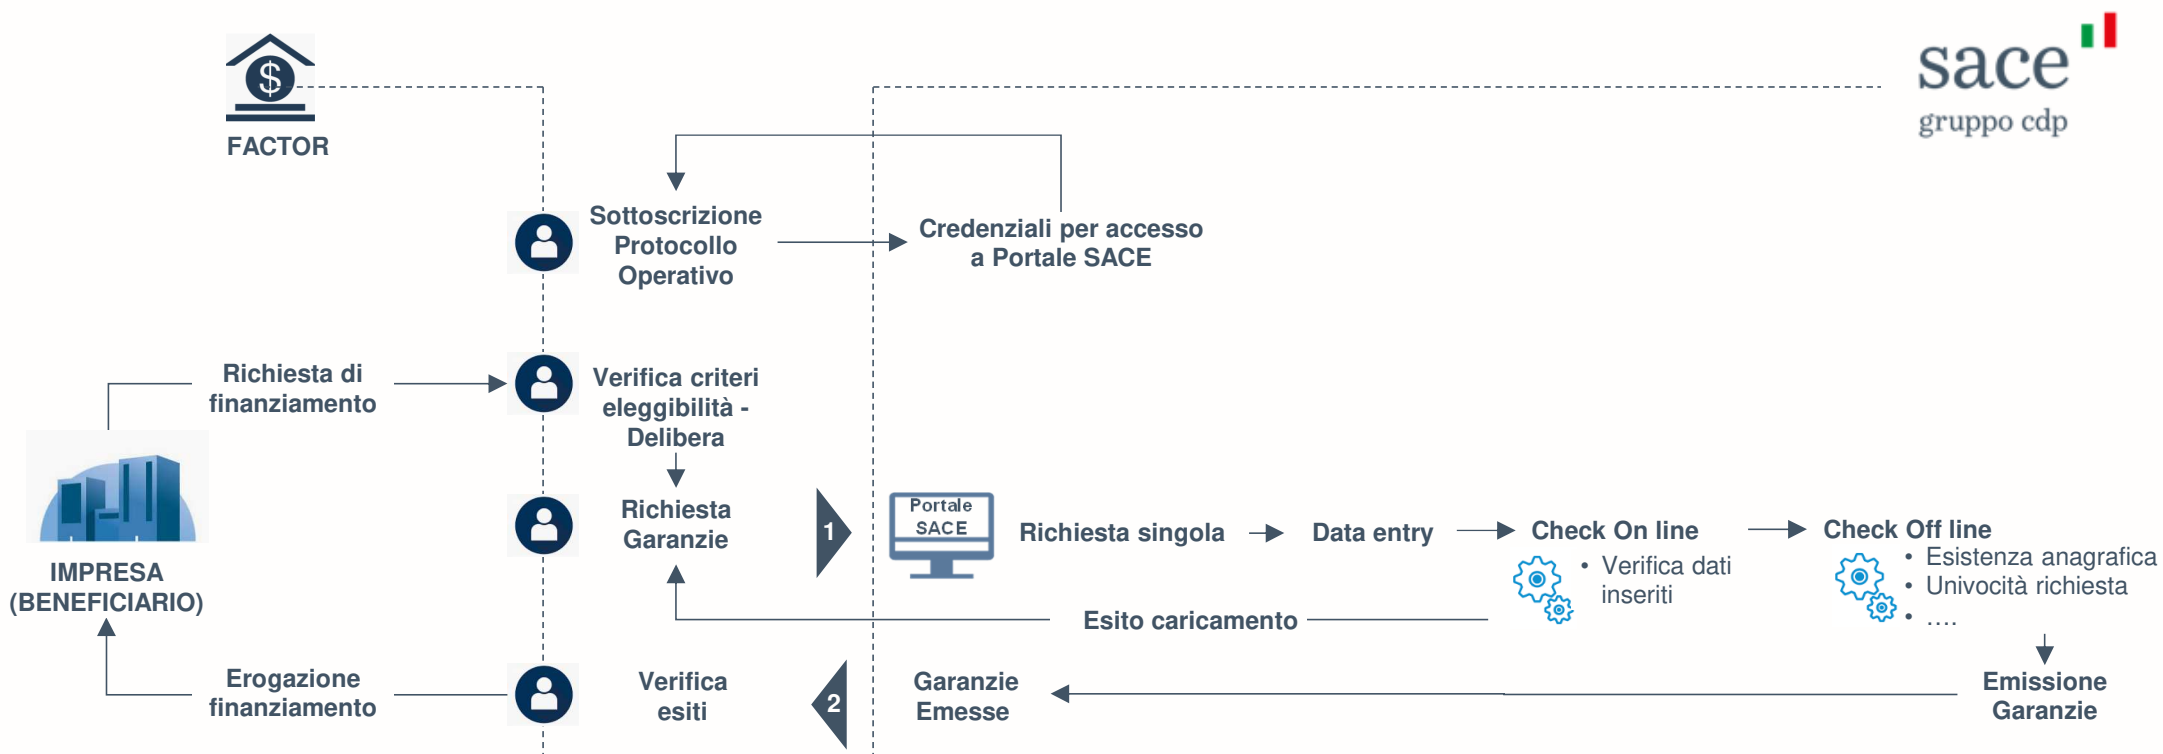 sace
gruppo cdp
$
FACTOR
Sottoscrizione
Protocollo
Operativo
Credenziali per accesso
a Portale SACE
Richiesta di
finanziamento
Verifica criteri
eleggibilità -
Delibera
IMPRESA
(BENEFICIARIO)
Richiesta
Garanzie
1
Portale
SACE
Richiesta singola
Data entry
Check On line
• Verifica dati
inseriti
Check Off line
• Esistenza anagrafica
• Univocità richiesta
• ….
Esito caricamento
Erogazione
finanziamento
Verifica
esiti
2
Garanzie
Emesse
Emissione
Garanzie